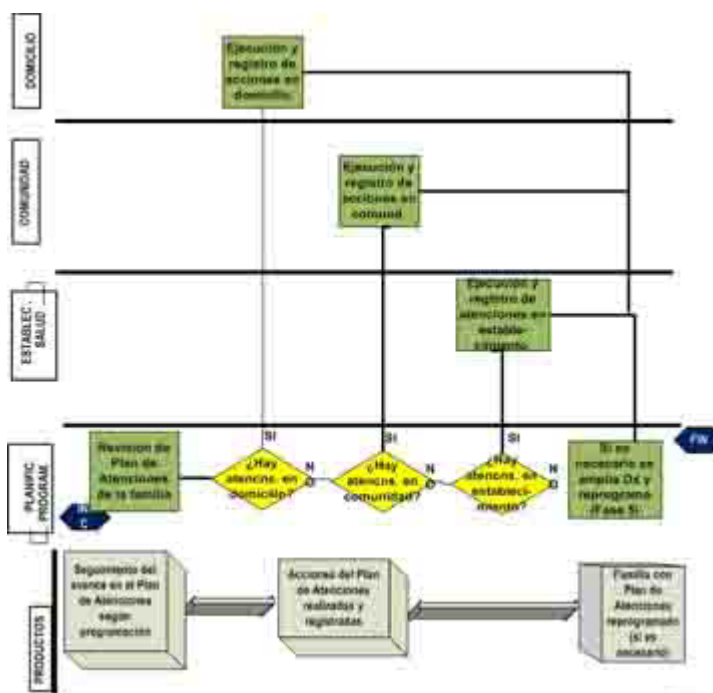 DOMICILIO
Ejecución y
registro de
acciones en
domicilio
COMUNIDAD
Ejecución y
registro de
acciones en
comunid.
ESTABLEC.
SALUD
Ejecución y
registro de
atenciones en
estable-
cimiento
PLANIFIC
PROGRAM.
Revisión de
Plan de
Atenciones
de la familia
SI
¿Hay
atencns. en
domicilio?
N
O
SI
¿Hay
atencns. en
comunidad?
N
O
SI
¿Hay
atencns. en
estableci-
miento?
N
O
Si es
necesario se
amplia Dx y
reprograma
(Fase 5)
FIN
C
PRODUCTOS
Seguimiento del
avance en el Plan
de Atenciones
según
programación
Acciones del Plan
de Atenciones
realizadas y
registradas
Familia con
Plan de
Atenciones
reprogramado
(si es
necesario)